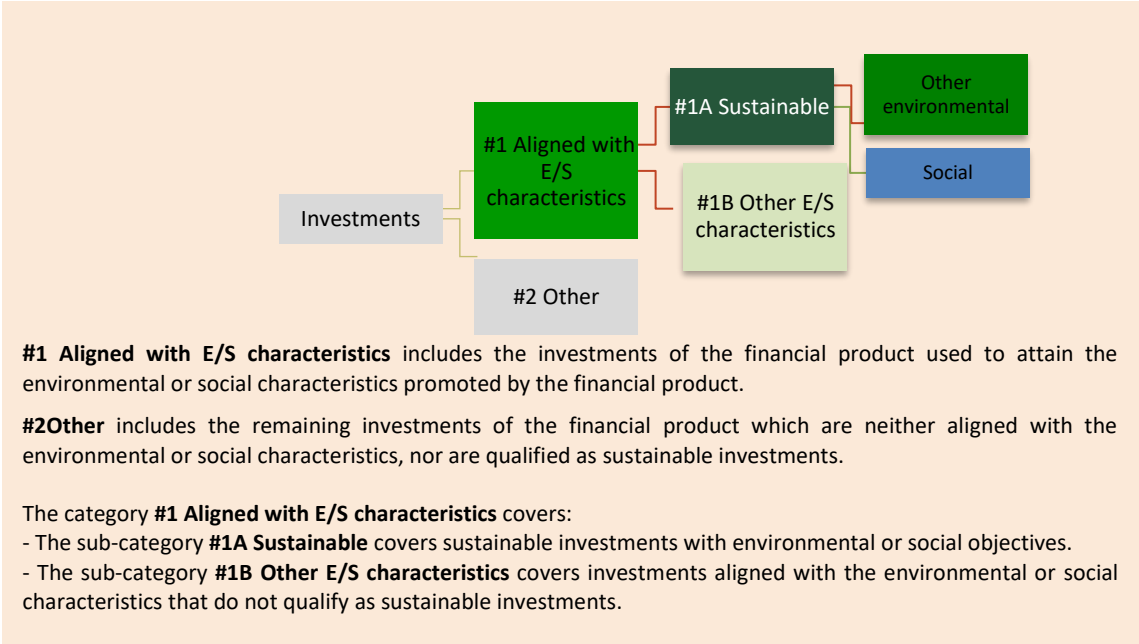 Other
environmental
#1A Sustainable
#1 Aligned with
E/S
characteristics
Social
#1B Other E/S
characteristics
Investments
#2 Other
#1 Aligned with E/S characteristics includes the investments of the financial product used to attain the
environmental or social characteristics promoted by the financial product.
#2Other includes the remaining investments of the financial product which are neither aligned with the
environmental or social characteristics, nor are qualified as sustainable investments.
The category #1 Aligned with E/S characteristics covers:
- The sub-category #1A Sustainable covers sustainable investments with environmental or social objectives.
- The sub-category #1B Other E/S characteristics covers investments aligned with the environmental or social
characteristics that do not qualify as sustainable investments.